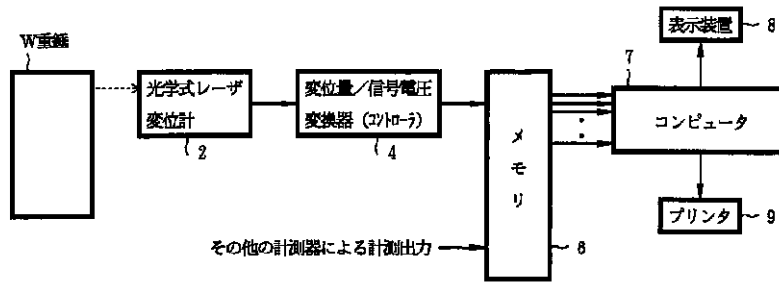 W重錘
光学式レーザ
変位計
2
変位量／信号電圧
変換器（コントローラ）
4
メモリ
6
その他の計測器による計測出力
7
コンピュータ
表示装置
8
プリンタ
9